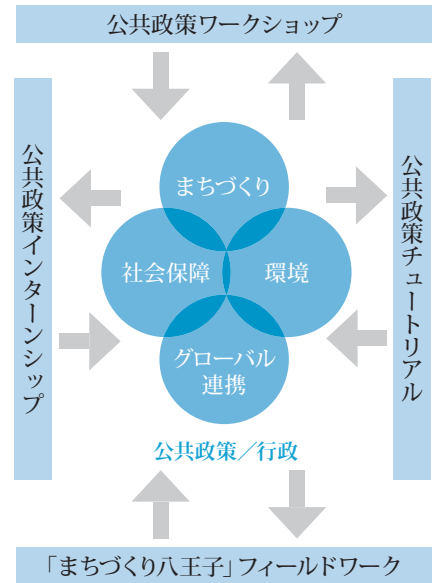 公共政策ワークショップ
公共政策インターンシップ
まちづくり
社会保障
環境
グローバル
連携
公共政策チュートリアル
公共政策／行政
「まちづくり八王子」フィールドワーク